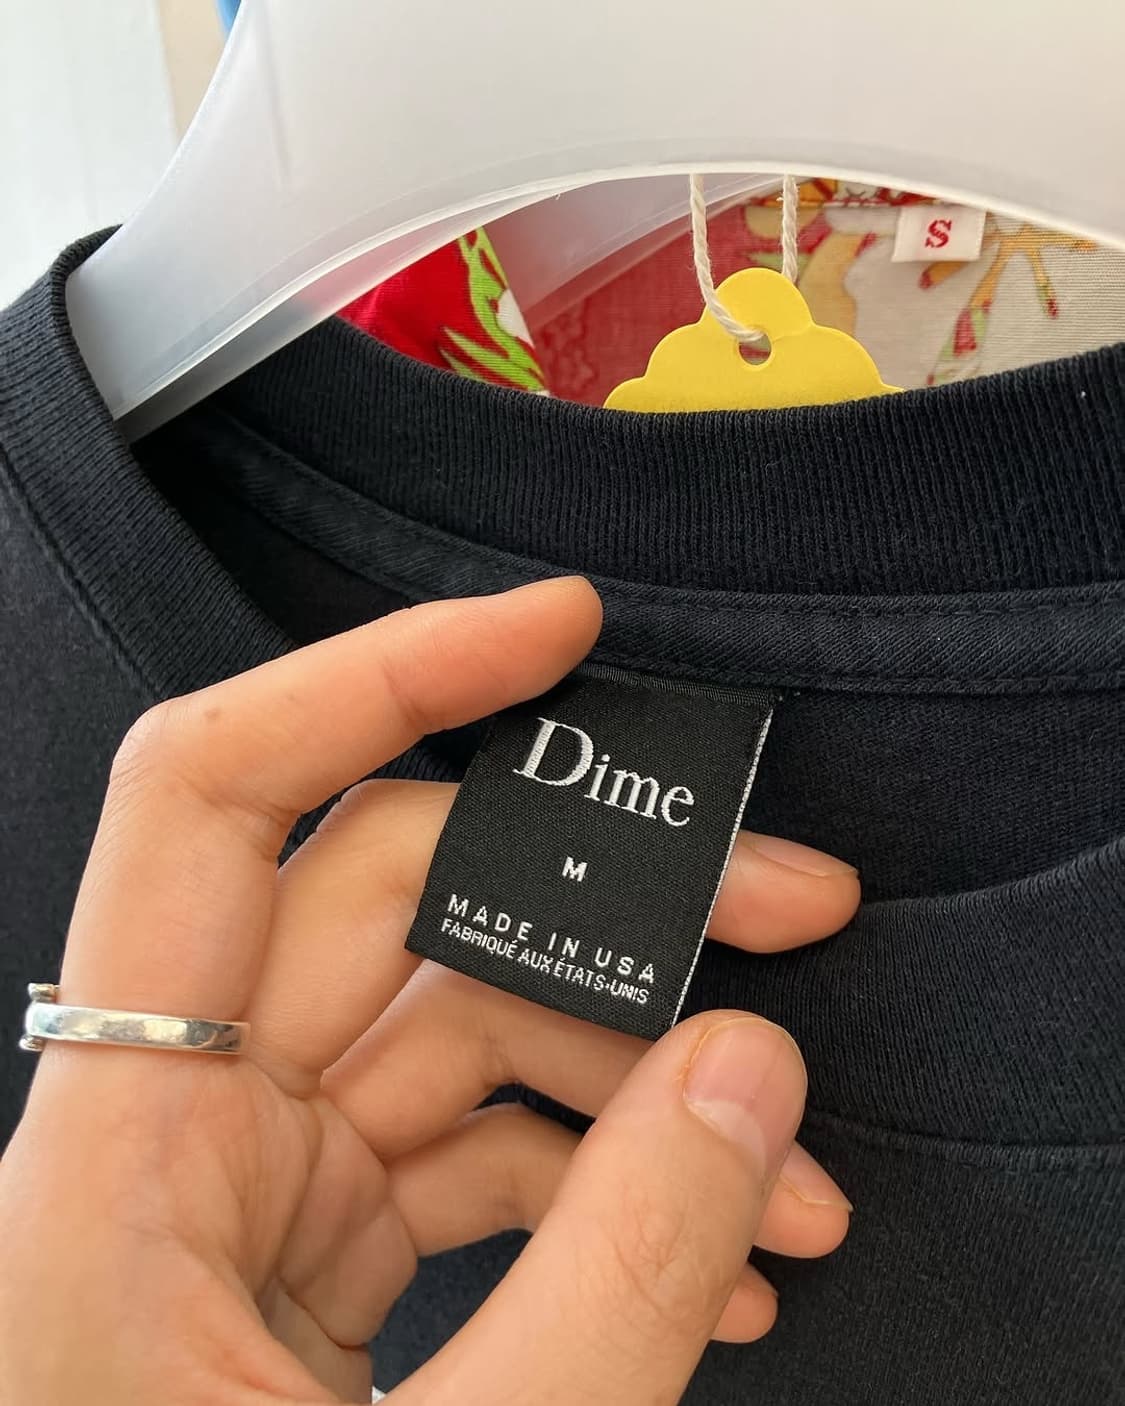 S
Dime
M
MADE IN USA
FABRIQUÉ AUX ÉTATS-UNIS